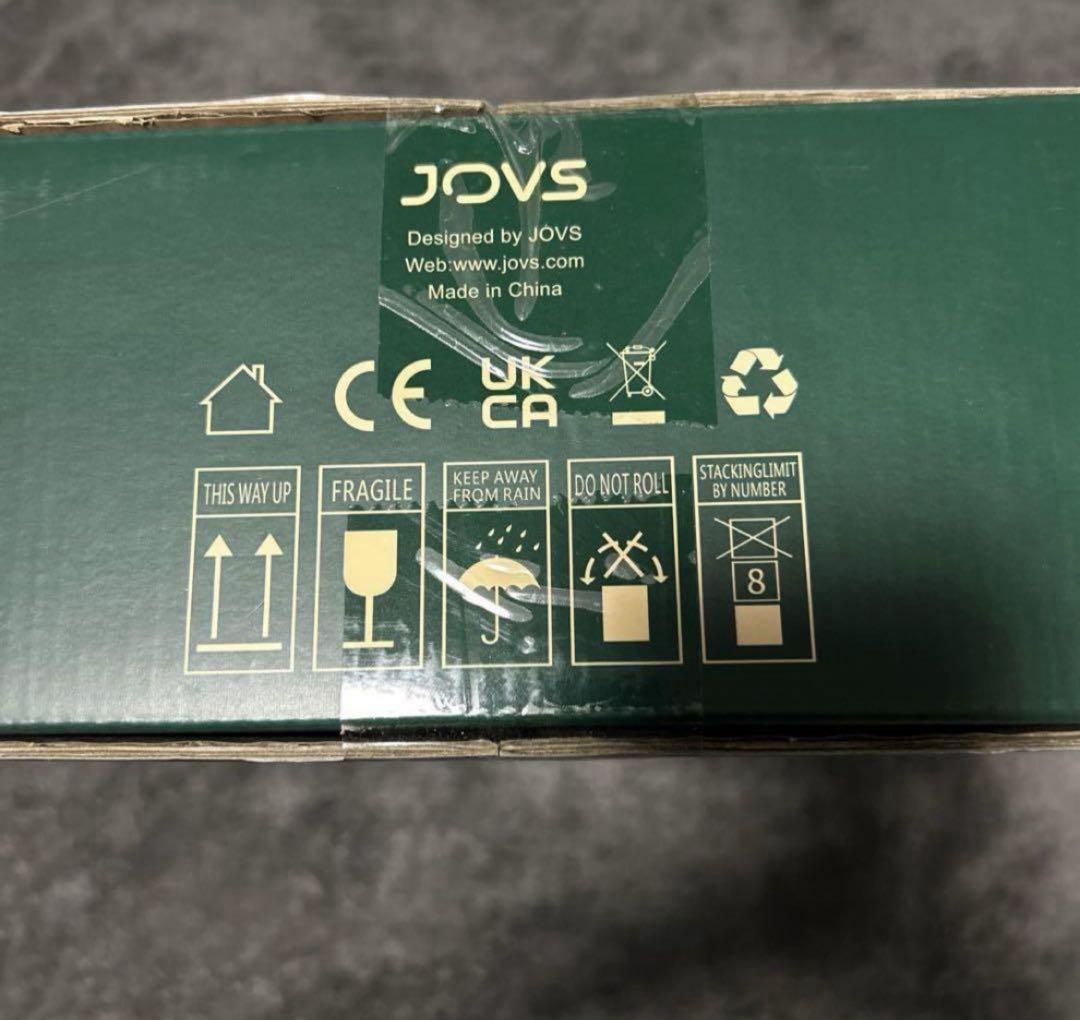 JOVS
Designed by JOVS
Web:www.jovs.com
Made in China
CE
UK
CA
THIS WAY UP
FRAGILE
KEEP AWAY
FROM RAIN
DO NOT ROLL
STACKINGLIMIT
BY NUMBER
8